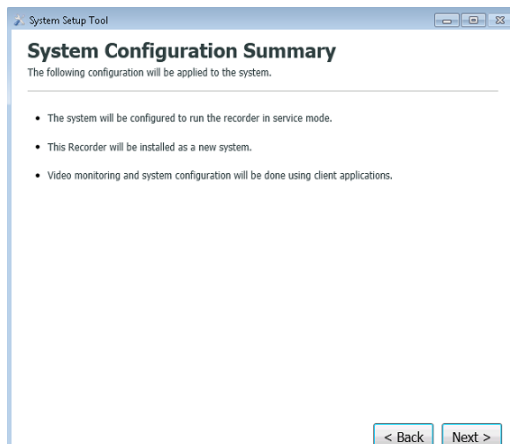 System Setup Tool
System Configuration Summary
The following configuration will be applied to the system.
• The system will be configured to run the recorder in service mode.
• This Recorder will be installed as a new system.
• Video monitoring and system configuration will be done using client applications.
< Back Next >